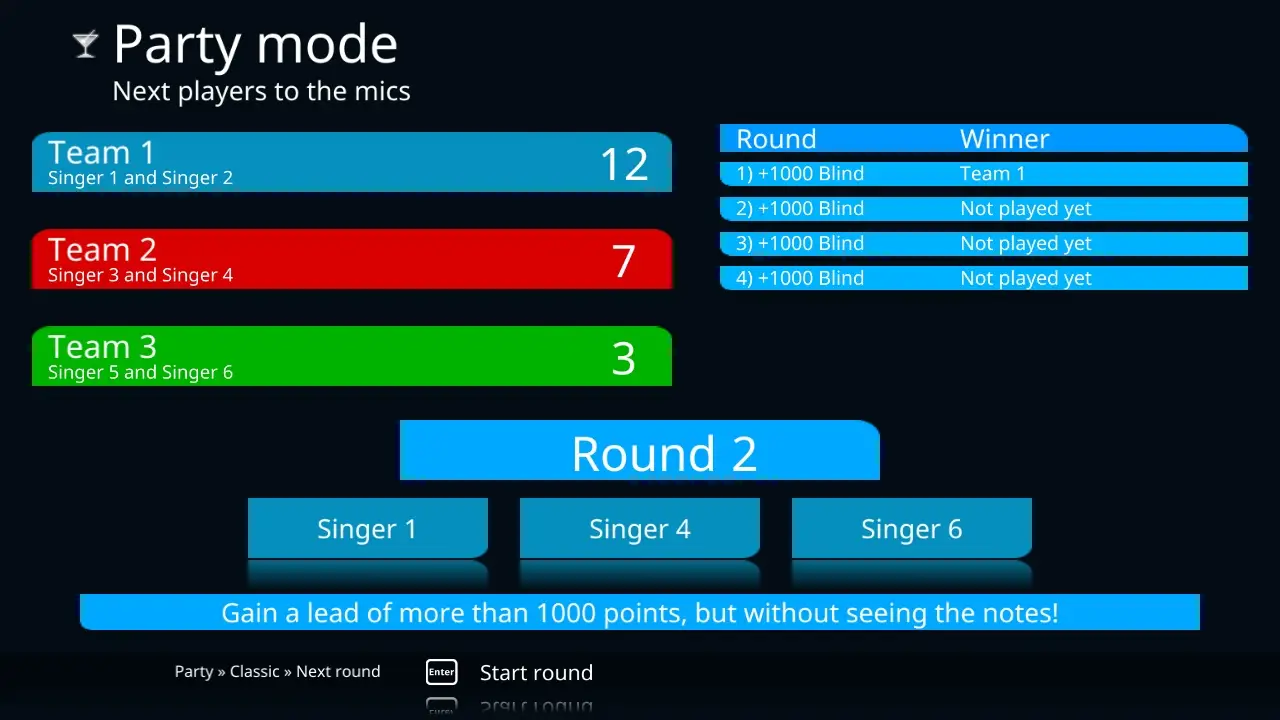 Party mode
Next players to the mics
Team 1
Singer 1 and Singer 2
12
Team 2
Singer 3 and Singer 4
7
Team 3
Singer 5 and Singer 6
3
Round Winner
1) +1000 Blind Team 1
2) +1000 Blind Not played yet
3) +1000 Blind Not played yet
4) +1000 Blind Not played yet
Round 2
Singer 1 Singer 4 Singer 6
Gain a lead of more than 1000 points, but without seeing the notes!
Party » Classic » Next round Enter Start round